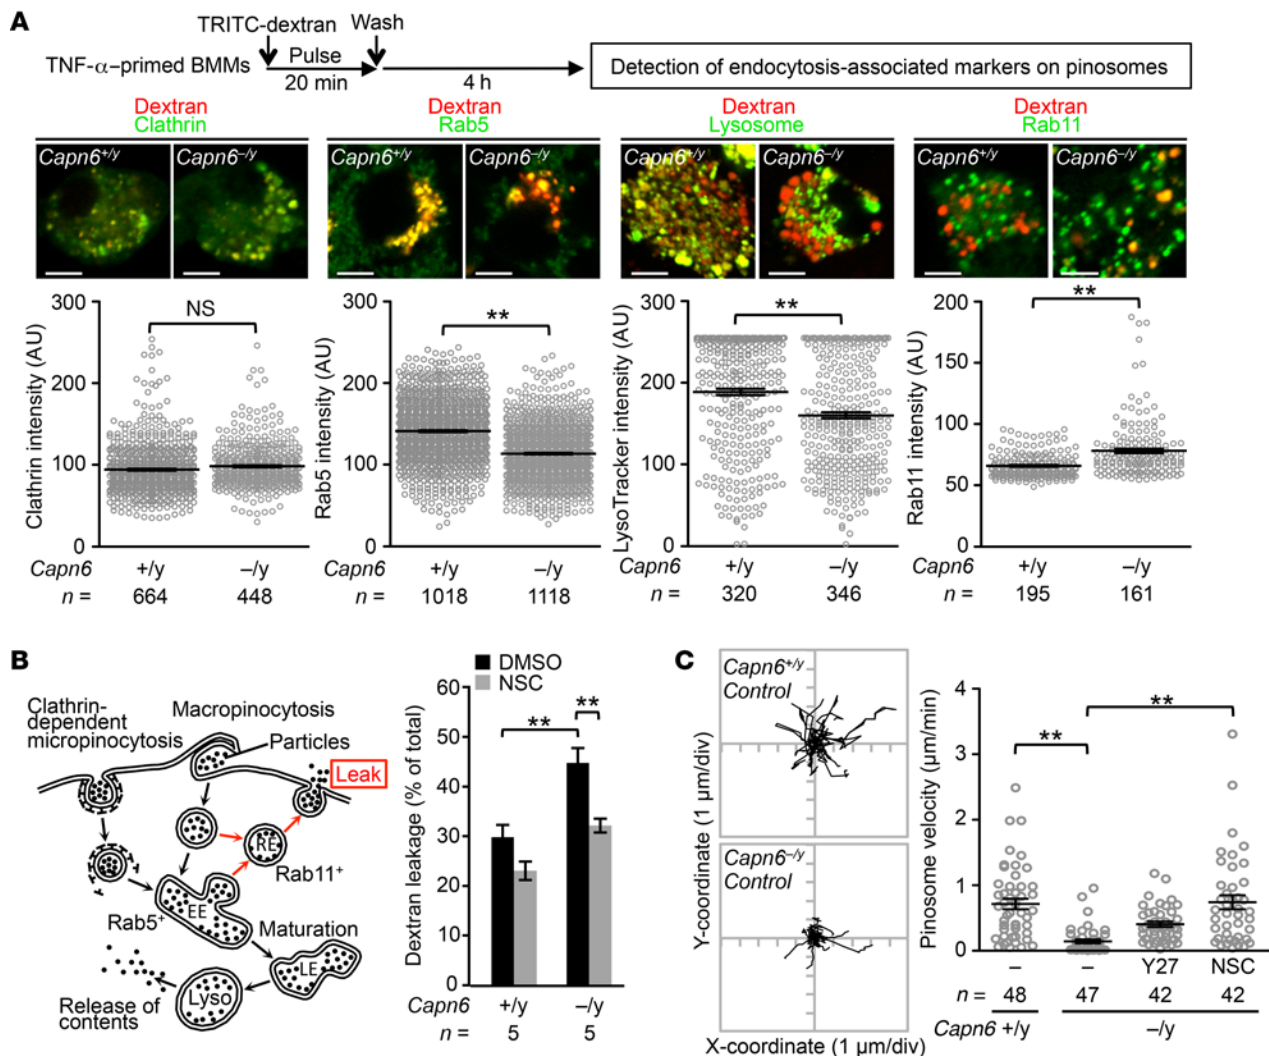 A
TRITC-dextran
Wash
TNF-α–primed BMMs
Pulse
20 min
4 h
Detection of endocytosis-associated markers on pinosomes
Dextran
Clathrin
Dextran
Rab5
Dextran
Lysosome
Dextran
Rab11
Capn6+/y
Capn6–/y
Capn6+/y
Capn6–/y
Capn6+/y
Capn6–/y
Capn6+/y
Capn6–/y
Clathrin intensity (AU)
300
200
100
0
NS
Capn6 +/y –/y
n = 664 448
Rab5 intensity (AU)
300
200
100
0
**
+/y –/y
n = 1018 1118
LysoTracker intensity (AU)
300
200
100
0
**
+/y –/y
n = 320 346
Rab11 intensity (AU)
200
150
100
50
0
**
+/y –/y
n = 195 161
B
Clathrin-
dependent
micropinocytosis
Macropinocytosis
Particles
Leak
RE
Rab11+
Rab5+
EE
Maturation
LE
Lyso
Release of
contents
DMSO
NSC
Dextran leakage (% of total)
60
50
40
30
20
10
0
**
**
Capn6 +/y –/y
n = 5 5
C
Capn6+/y
Control
Capn6–/y
Control
Y-coordinate (1 µm/div)
X-coordinate (1 µm/div)
Pinosome velocity (µm/min)
4
3
2
1
0
**
**
– – Y27 NSC
n = 48 47 42 42
Capn6 +/y –/y